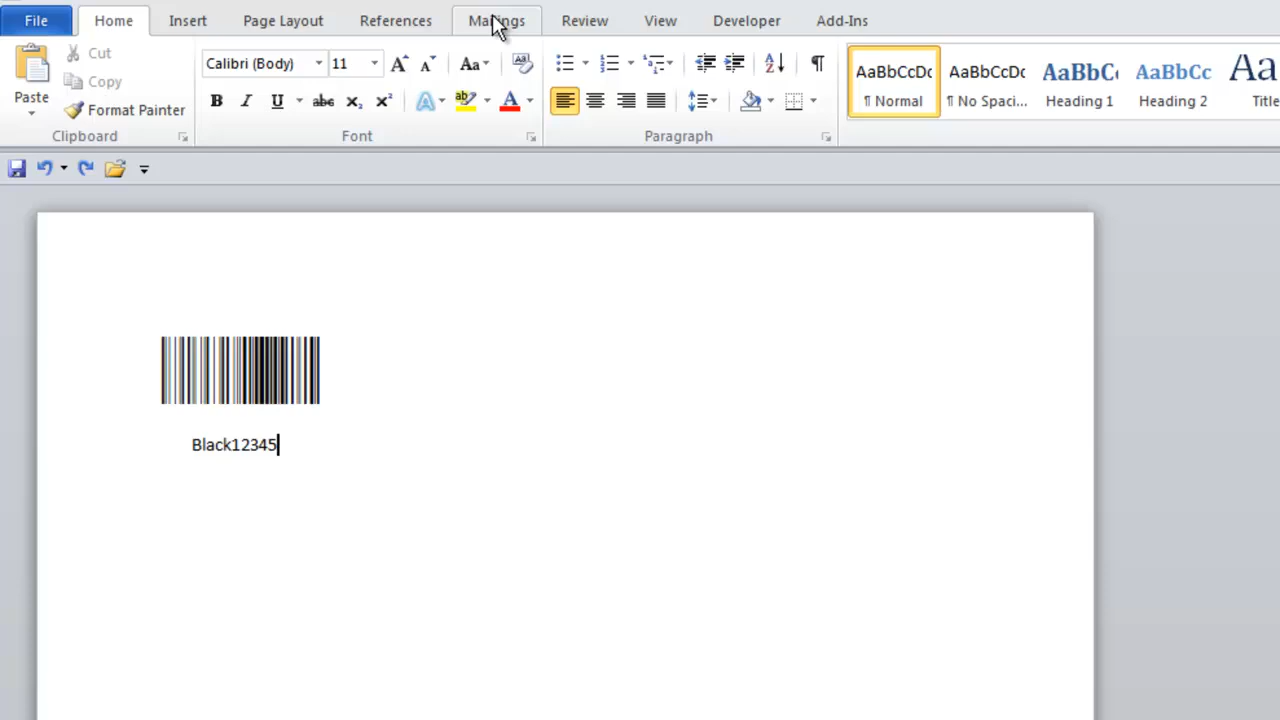 File Home Insert Page Layout References Mailings Review View Developer Add-Ins
Cut
Copy
Format Painter
Paste
Clipboard
Calibri (Body) 11
Font
Paragraph
AaBbCcDc AaBbCcDc AaBbC AaBbCc Aa
¶ Normal ¶ No Spaci... Heading 1 Heading 2 Title
Black12345